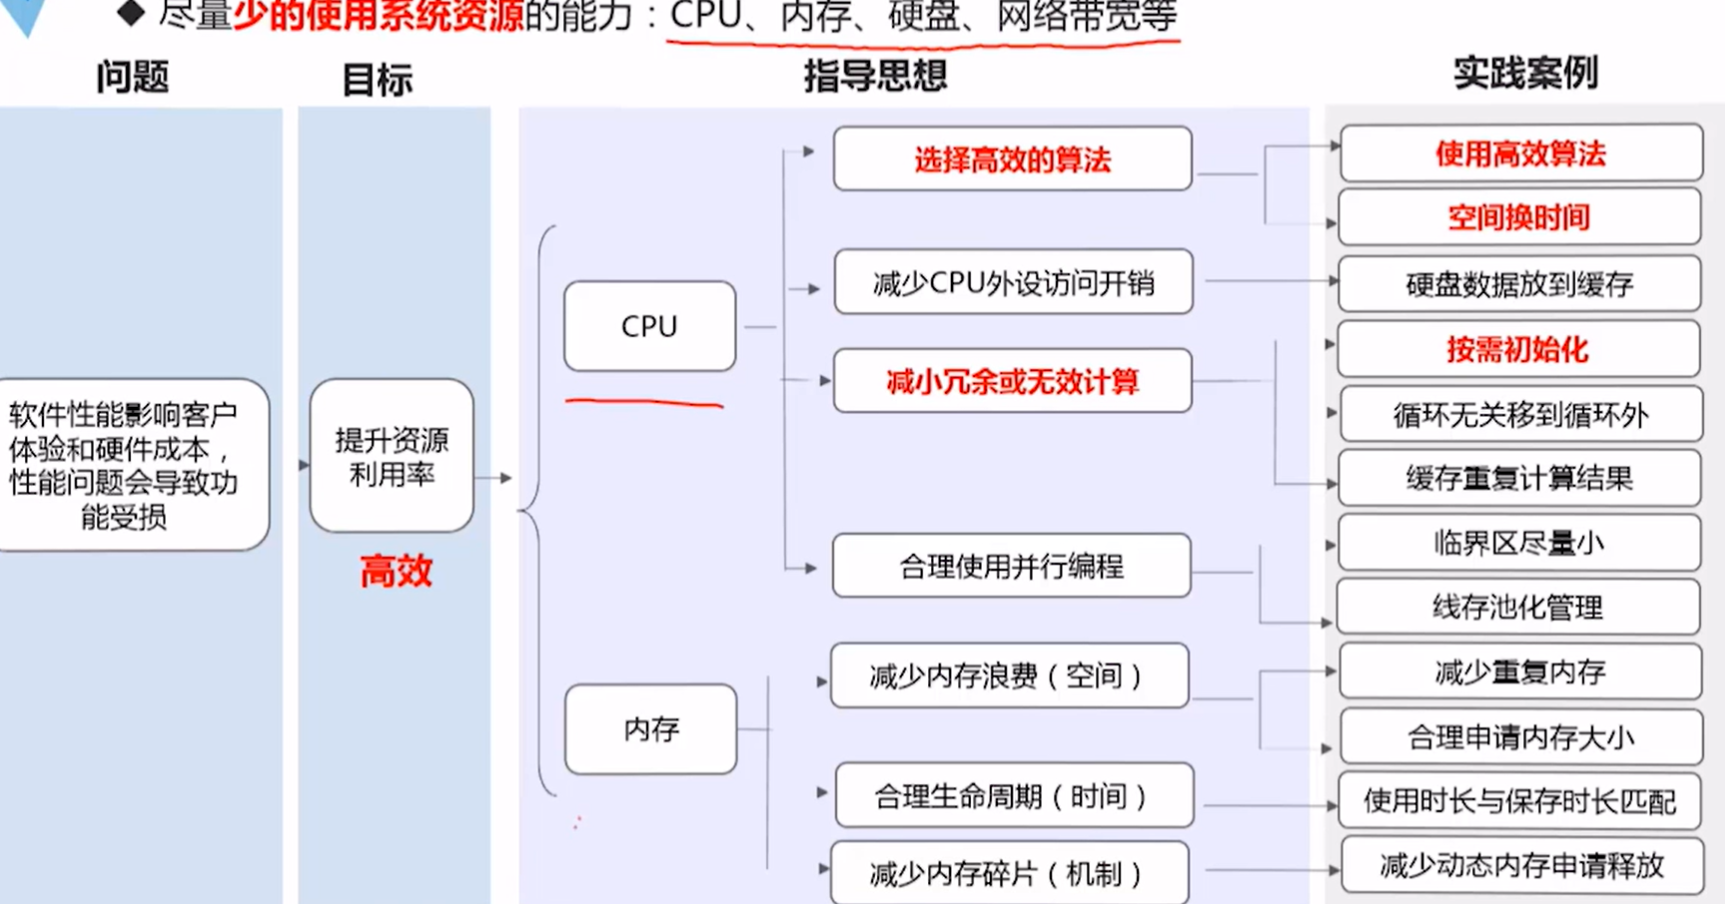 ◆ 尽量少的使用系统资源的能力：CPU、内存、硬盘、网络带宽等
问题
目标
指导思想
实践案例
软件性能影响客户
体验和硬件成本，
性能问题会导致功
能受损
提升资源
利用率
高效
CPU
选择高效的算法
使用高效算法
空间换时间
减少CPU外设访问开销
硬盘数据放到缓存
减小冗余或无效计算
按需初始化
循环无关移到循环外
缓存重复计算结果
合理使用并行编程
临界区尽量小
线存池化管理
内存
减少内存浪费（空间）
减少重复内存
合理申请内存大小
合理生命周期（时间）
使用时长与保存时长匹配
减少内存碎片（机制）
减少动态内存申请释放